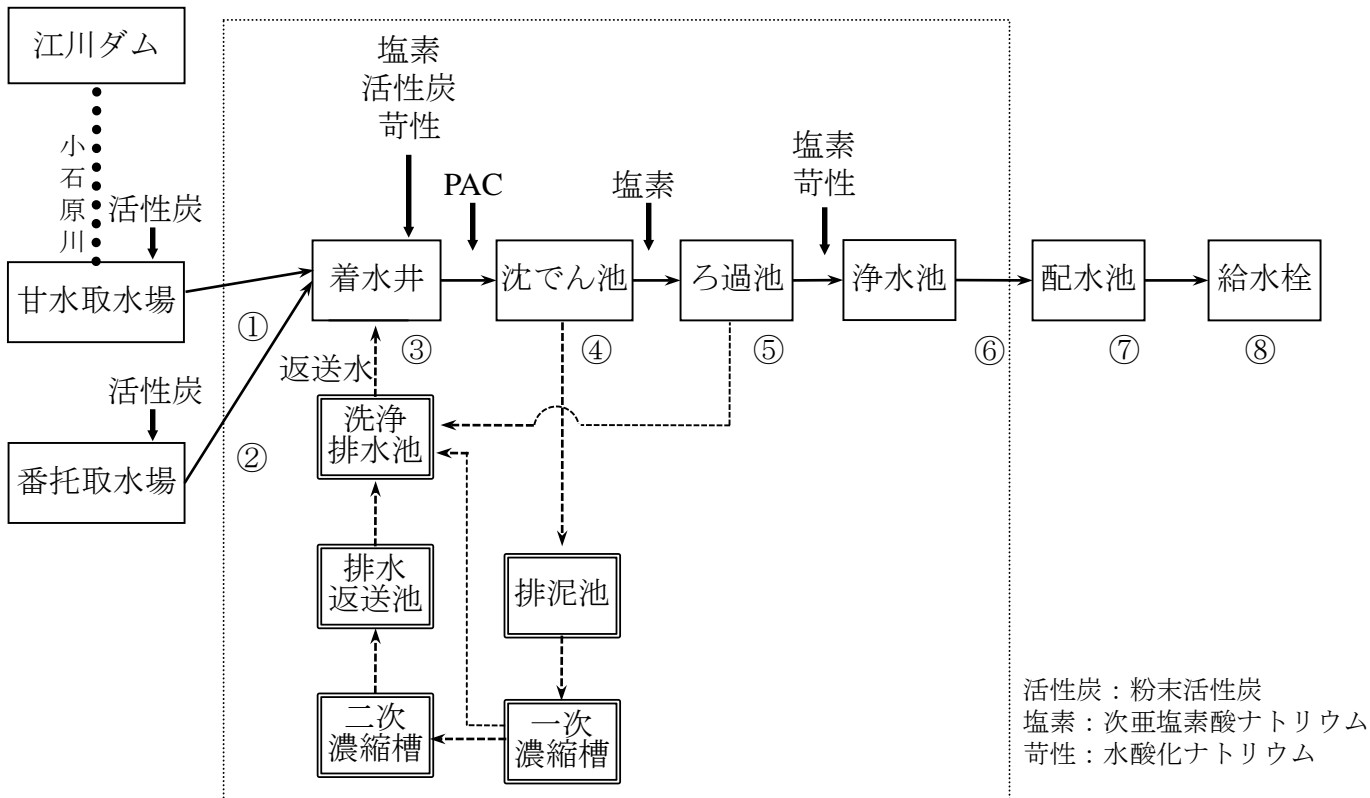 江川ダム
小石原川
活性炭
甘水取水場
活性炭
番托取水場
①
②
塩素
活性炭
苛性
PAC
塩素
塩素
苛性
着水井
沈でん池
ろ過池
浄水池
配水池
給水栓
③
④
⑤
⑥
⑦
⑧
返送水
洗浄
排水池
排水
返送池
排泥池
二次
濃縮槽
一次
濃縮槽
活性炭：粉末活性炭
塩素：次亜塩素酸ナトリウム
苛性：水酸化ナトリウム